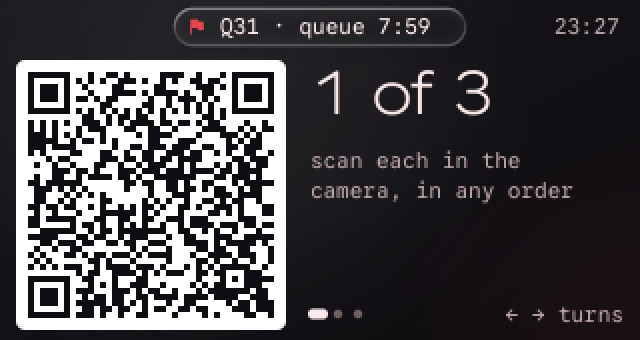 Q31 · queue 7:59
23:27
1 of 3
scan each in the
camera, in any order
← → turns